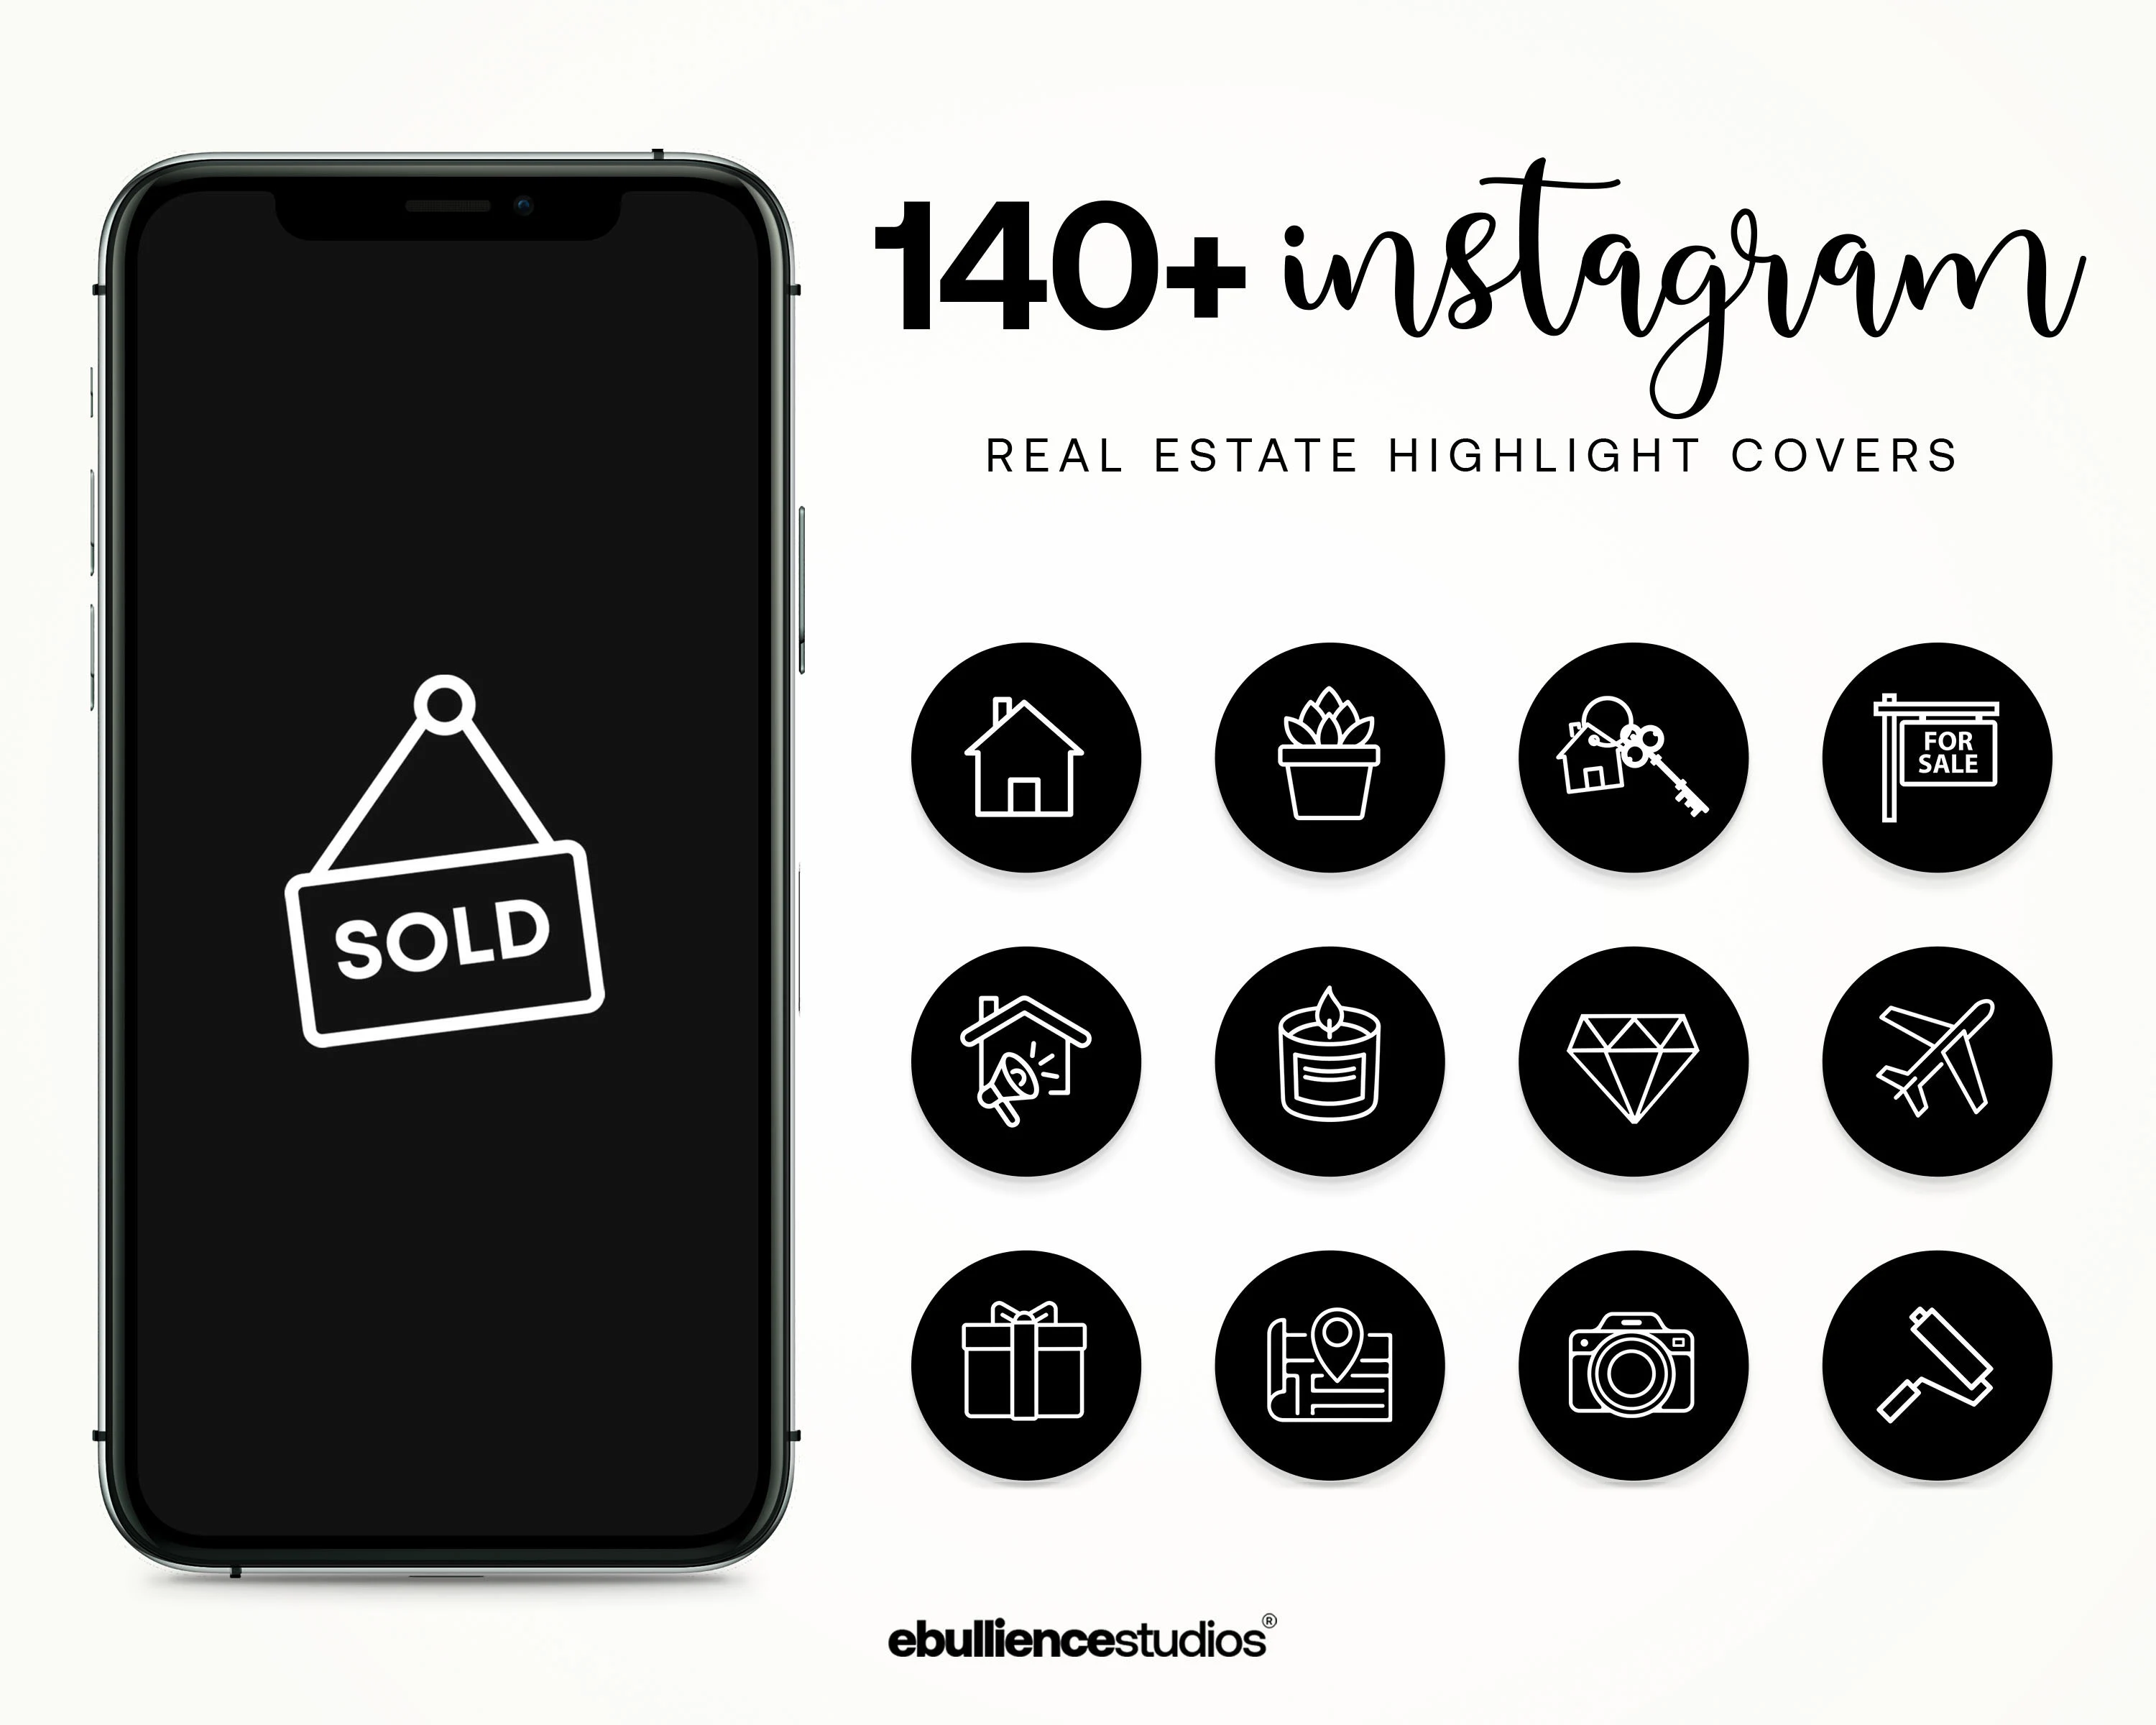 140+ instagram
REAL ESTATE HIGHLIGHT COVERS
SOLD
FOR
SALE
ebulliencestudios®